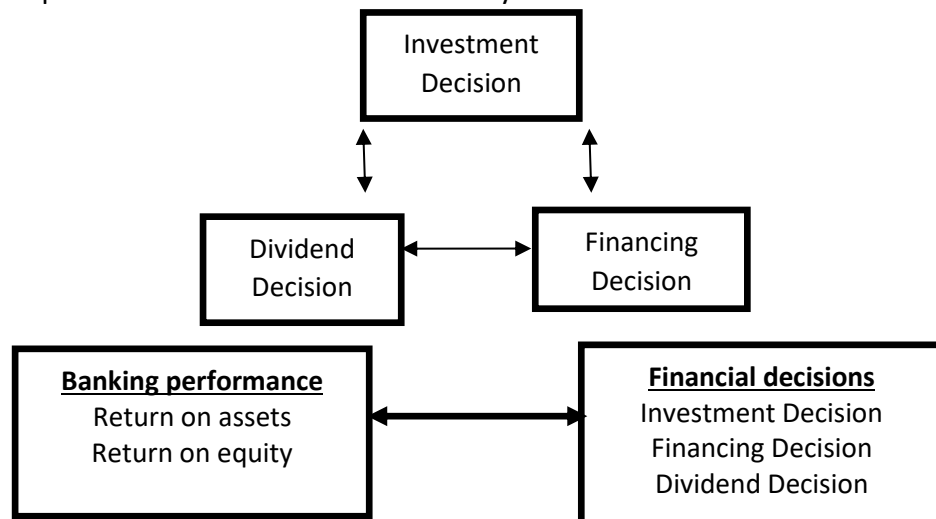 Investment
Decision
Dividend
Decision
Financing
Decision
Banking performance
Return on assets
Return on equity
Financial decisions
Investment Decision
Financing Decision
Dividend Decision